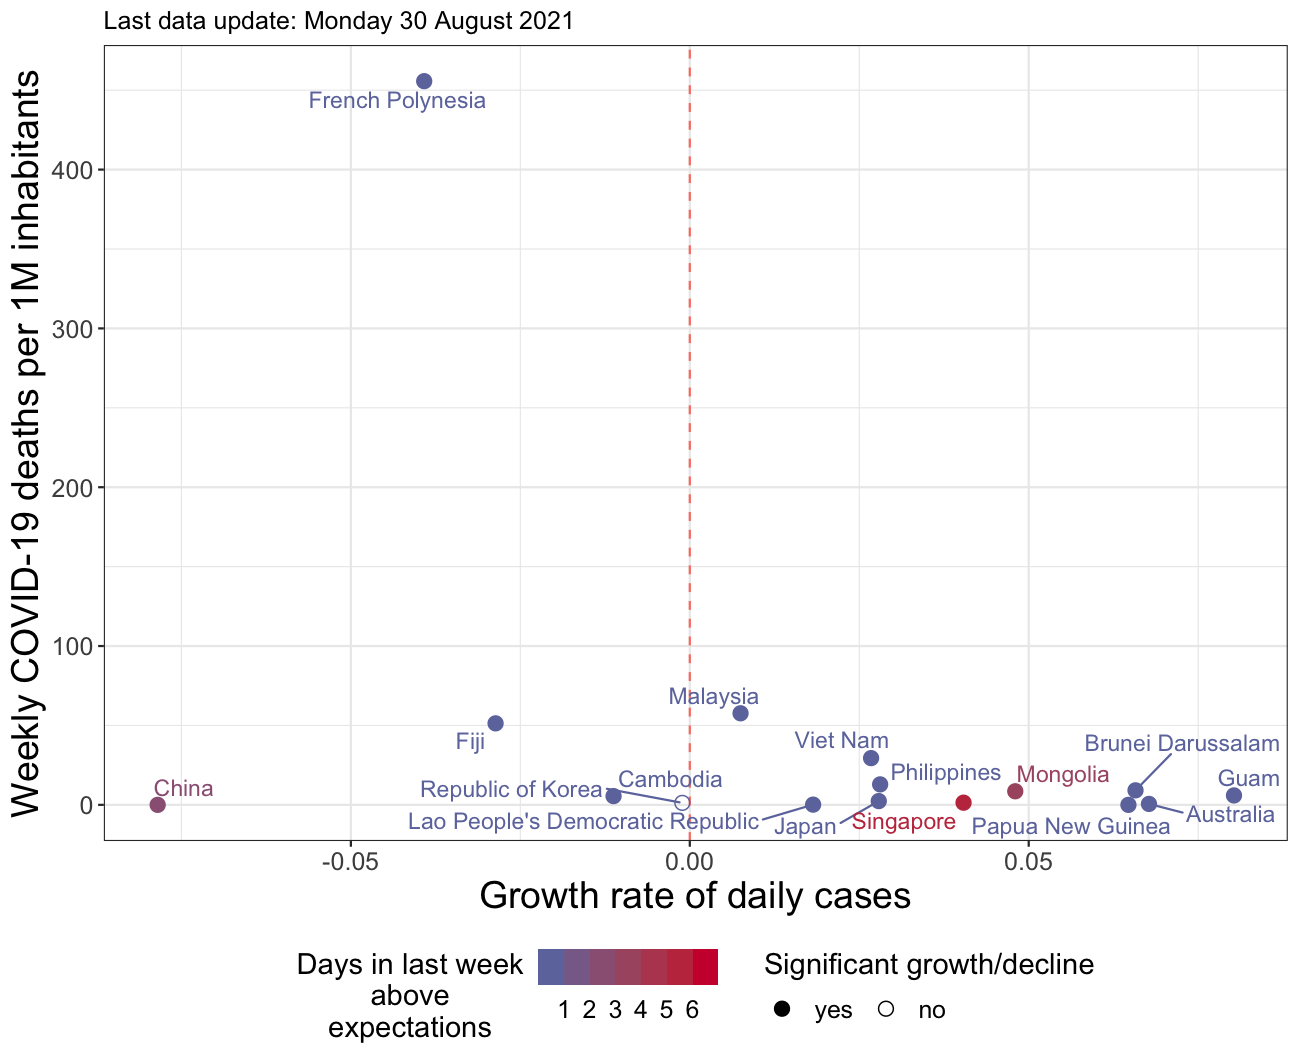 Last data update: Monday 30 August 2021
Weekly COVID-19 deaths per 1M inhabitants
400
300
200
100
0
French Polynesia
Malaysia
Fiji
Viet Nam
Brunei Darussalam
China
Republic of Korea
Cambodia
Philippines
Mongolia
Guam
Lao People's Democratic Republic
Japan
Singapore
Papua New Guinea
Australia
-0.05
0.00
0.05
Growth rate of daily cases
Days in last week
above
expectations
1 2 3 4 5 6
Significant growth/decline
yes
no